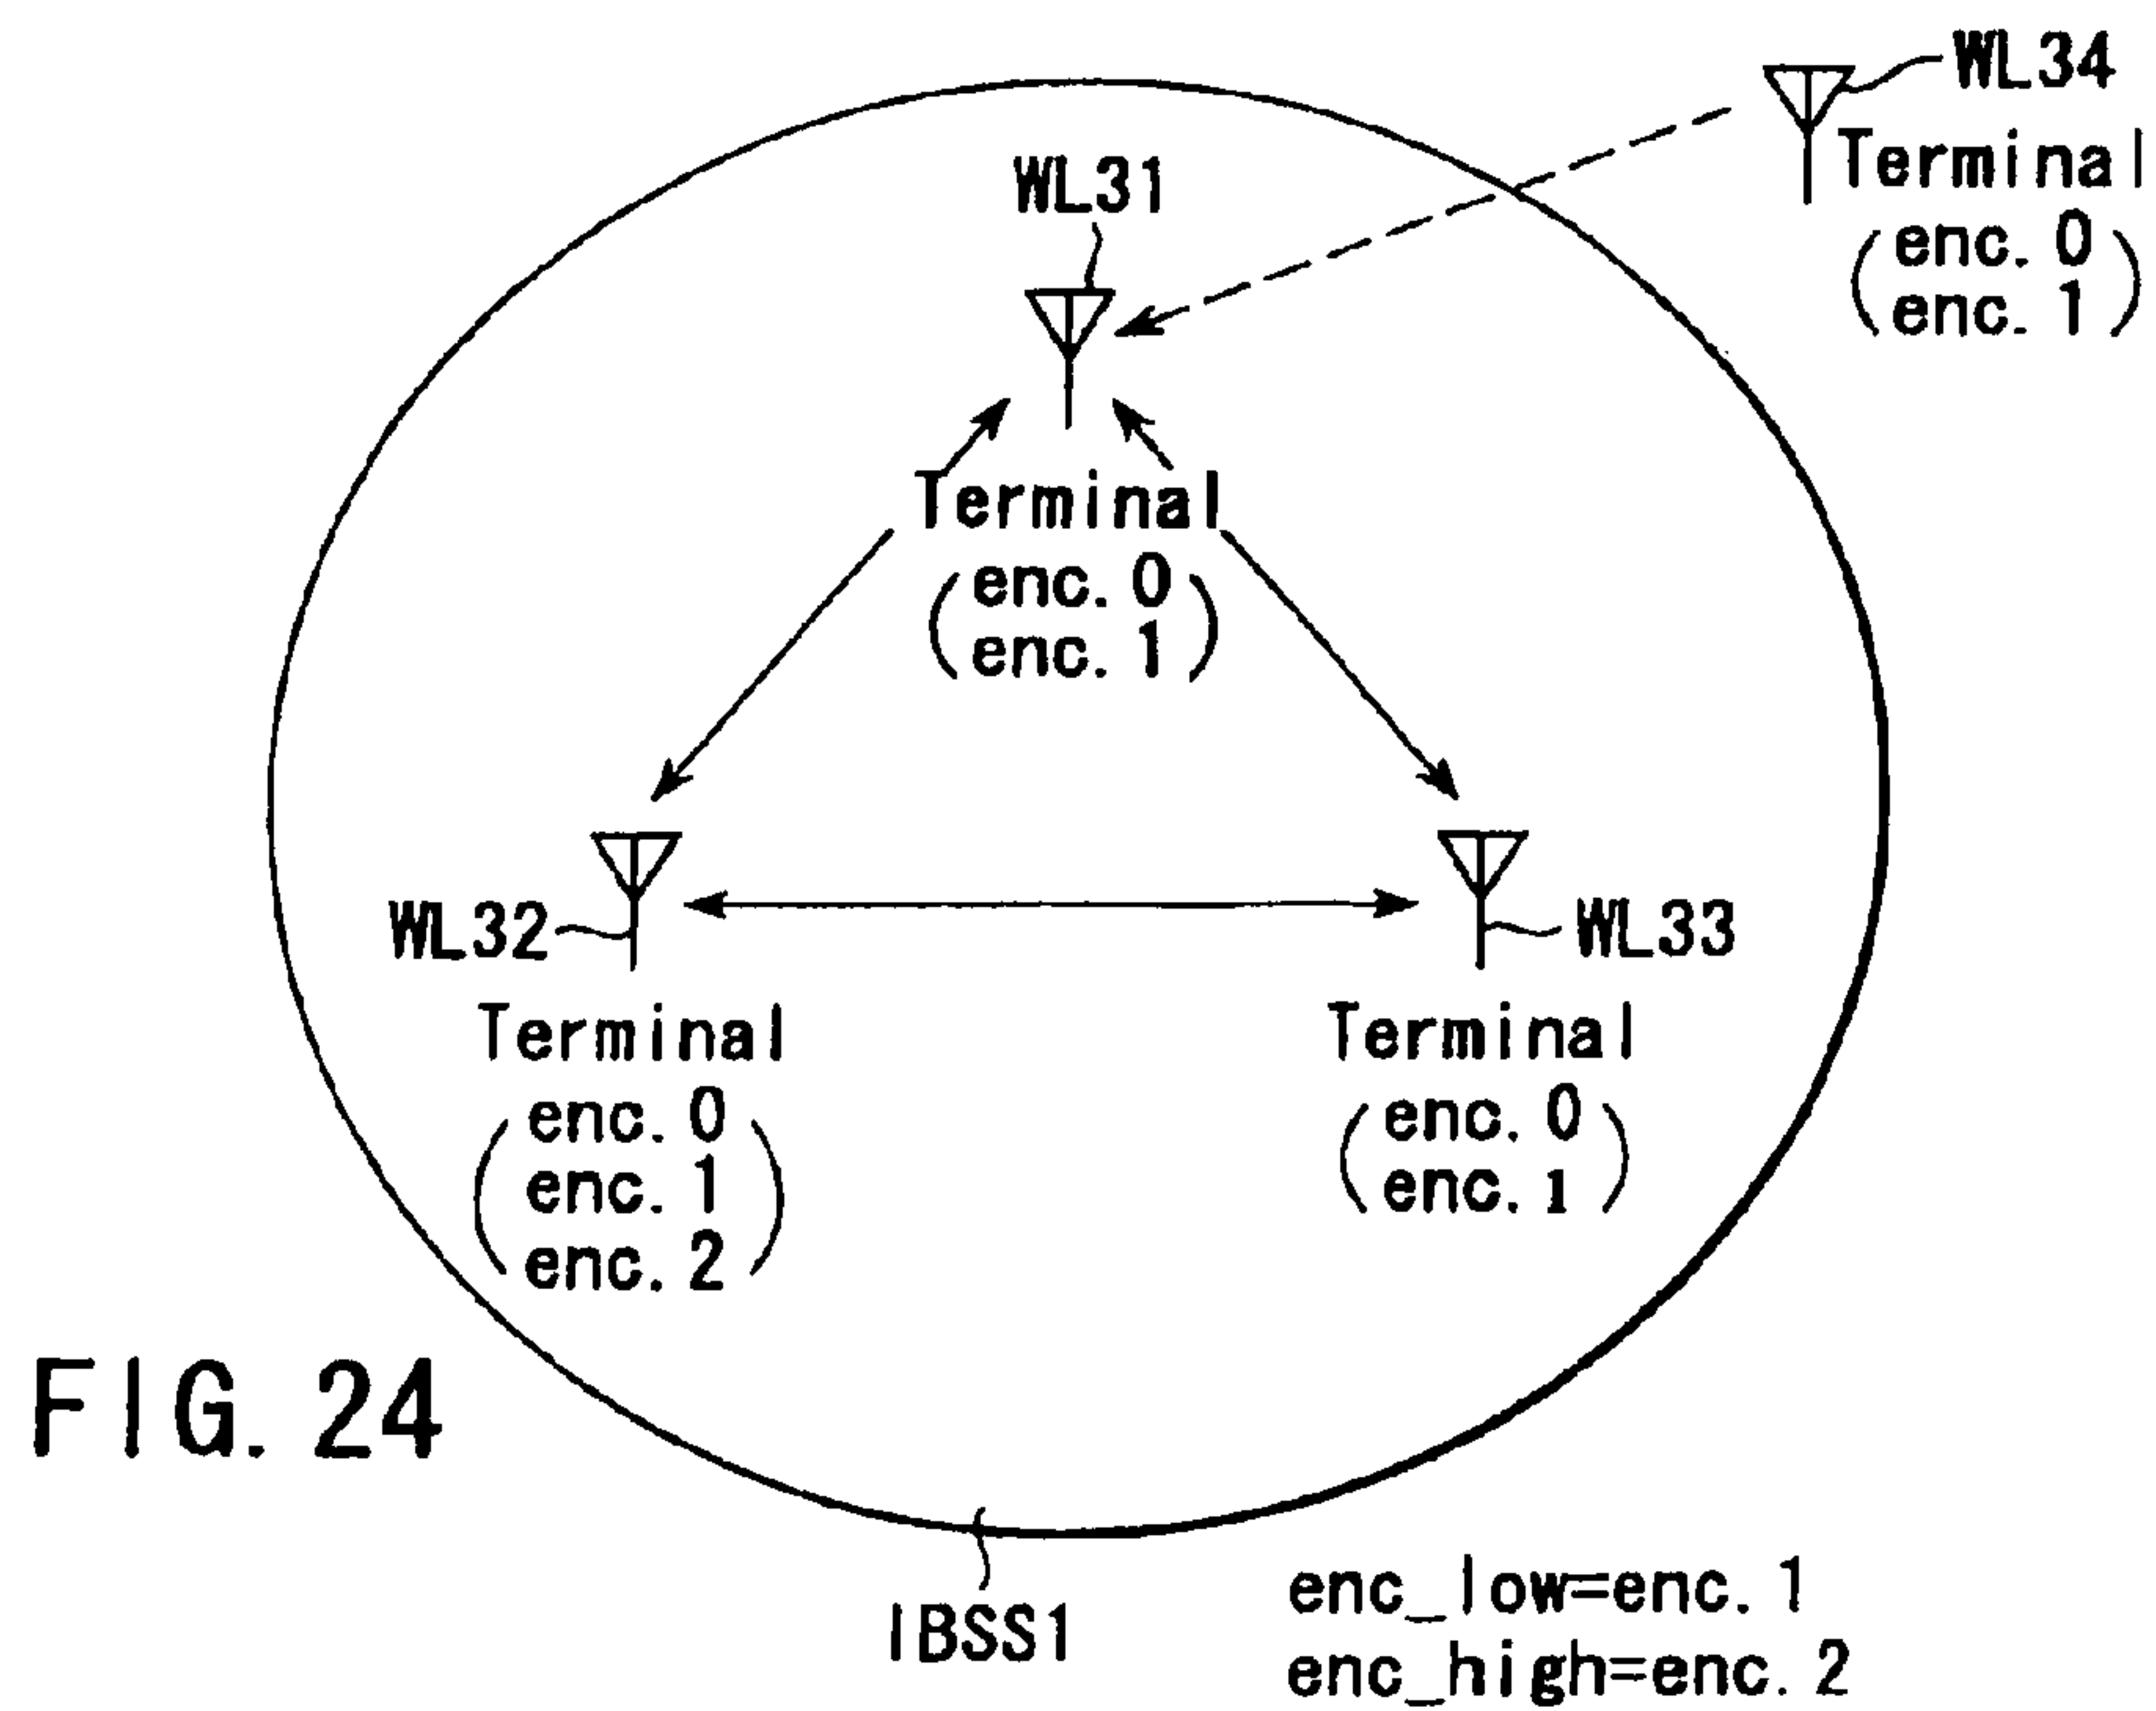 WL34
Terminal
(enc. 0
enc. 1)
WL31
Terminal
(enc. 0
enc. 1)
WL32
Terminal
(enc. 0
enc. 1
enc. 2)
WL33
Terminal
(enc. 0
enc. 1)
FIG. 24
IBSS1
enc_low=enc. 1
enc_high=enc. 2